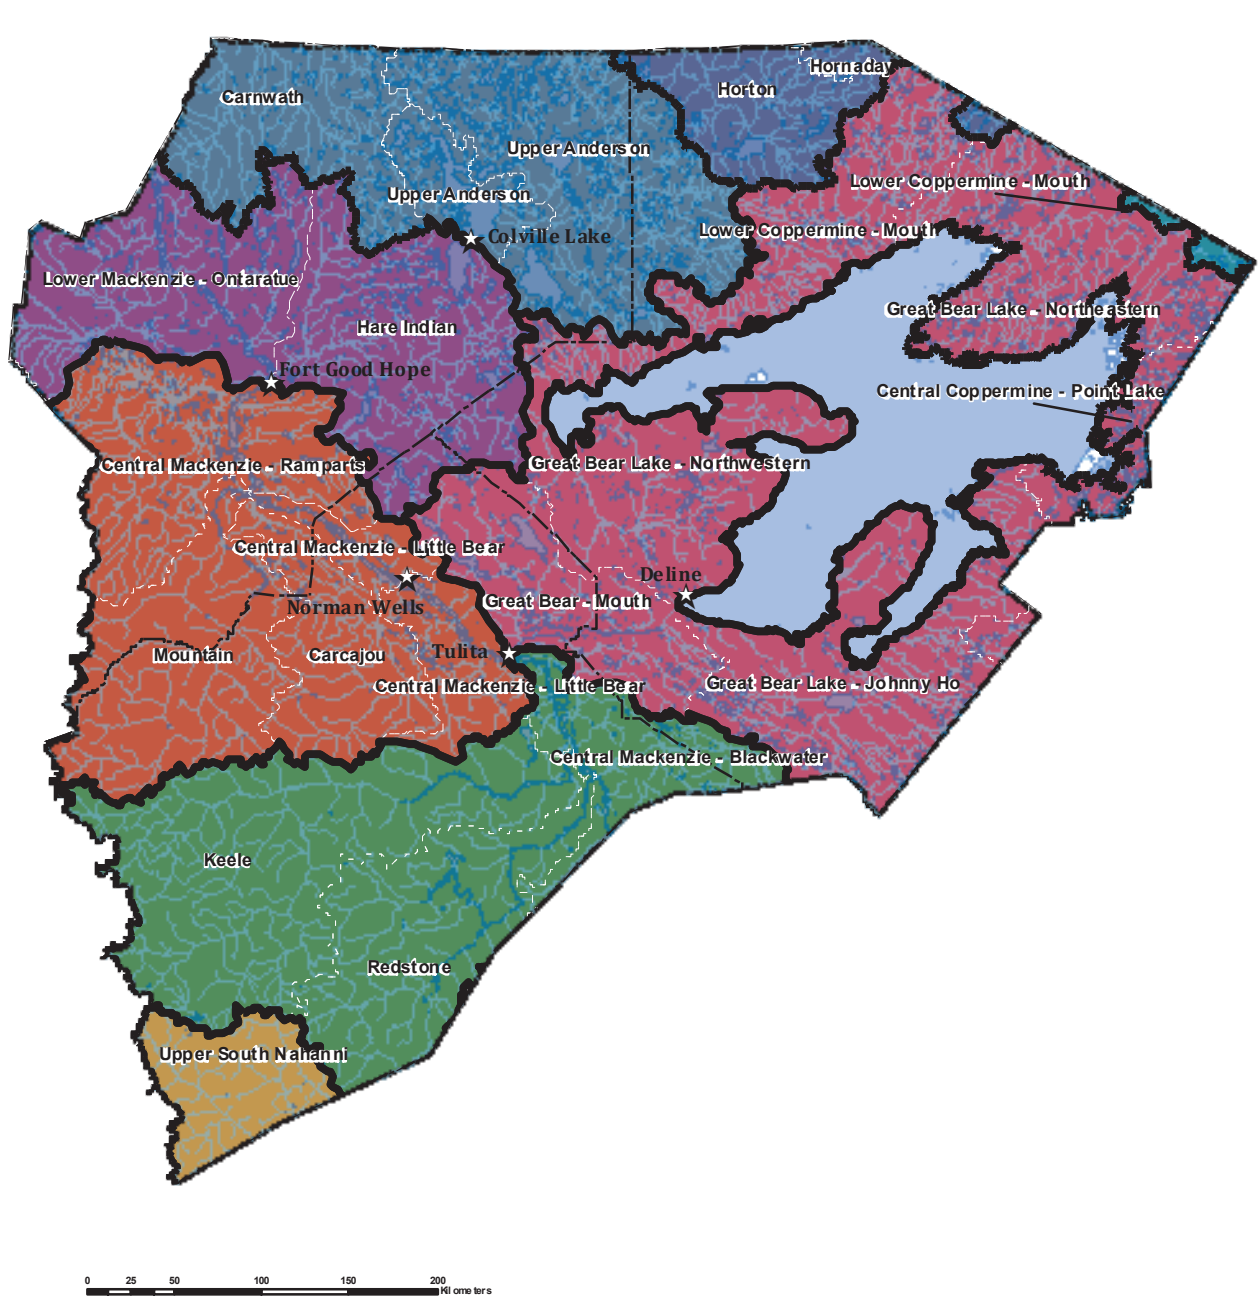 Hornaday
Carnwath
Horton
Upper Anderson
Lower Coppermine - Mouth
Upper Anderson
Lower Coppermine - Mouth
Colville Lake
Lower Mackenzie - Ontaratue
Great Bear Lake - Northeastern
Hare Indian
Fort Good Hope
Central Coppermine - Point Lake
Central Mackenzie - Ramparts
Great Bear Lake - Northwestern
Central Mackenzie - Little Bear
Deline
Great Bear - Mouth
Norman Wells
Tulita
Mountain
Carcajou
Central Mackenzie - Little Bear
Great Bear Lake - Johnny Ho
Central Mackenzie - Blackwater
Keele
Redstone
Upper South Nahanni
0 25 50 100 150 200
Kilometers